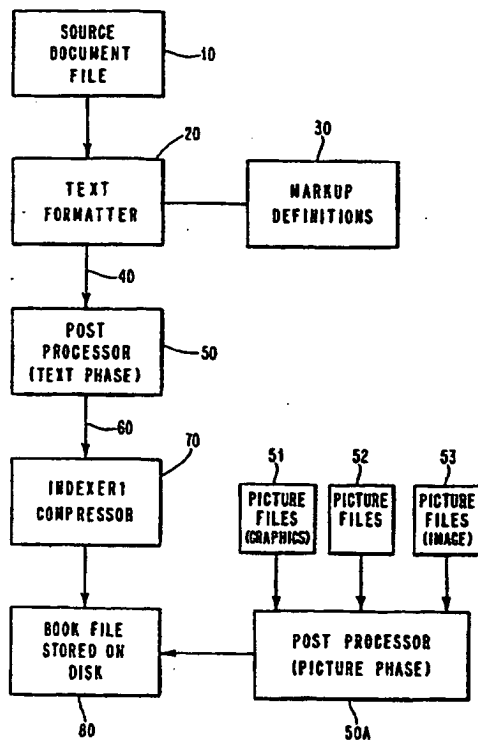 SOURCE
DOCUMENT
FILE
10
20
30
TEXT
FORMATTER
MARKUP
DEFINITIONS
40
POST
PROCESSOR
(TEXT PHASE)
50
60
70
INDEXER1
COMPRESSOR
51
52
53
PICTURE
FILES
(GRAPHICS)
PICTURE
FILES
PICTURE
FILES
(IMAGE)
BOOK FILE
STORED ON
DISK
POST PROCESSOR
(PICTURE PHASE)
80
50A